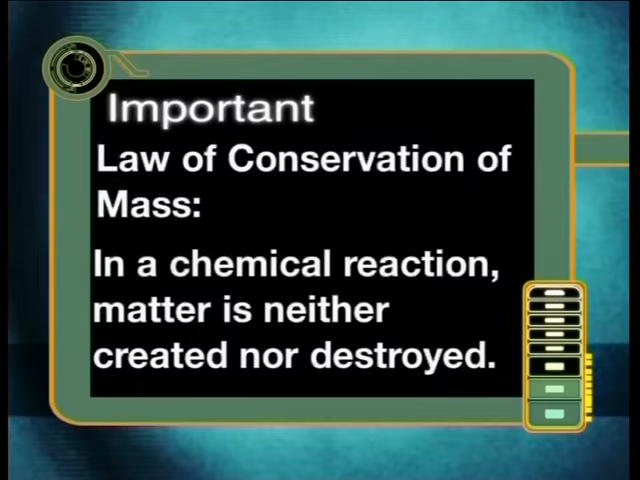 Important
Law of Conservation of
Mass:
In a chemical reaction,
matter is neither
created nor destroyed.